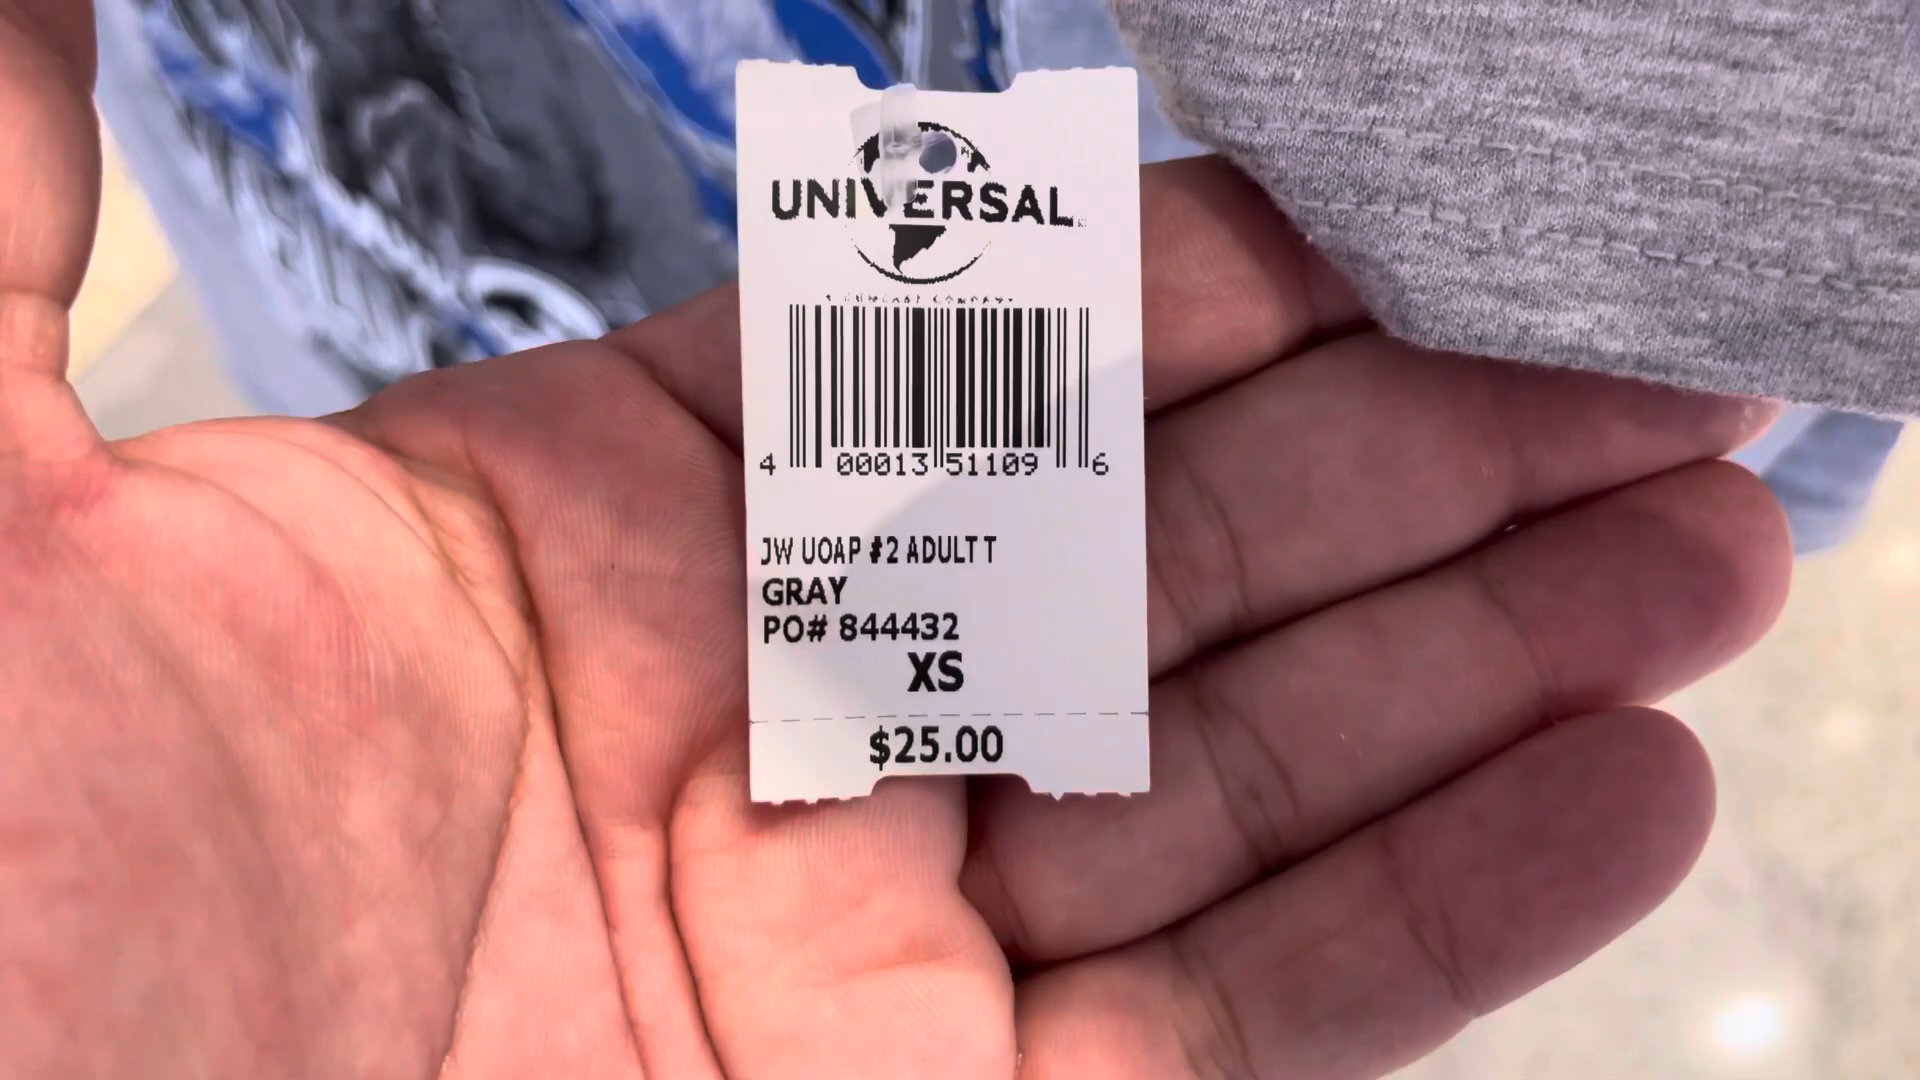 UNIVERSAL
4 00013 51109 6
JW UOAP #2 ADULT T
GRAY
PO# 844432
XS
$25.00